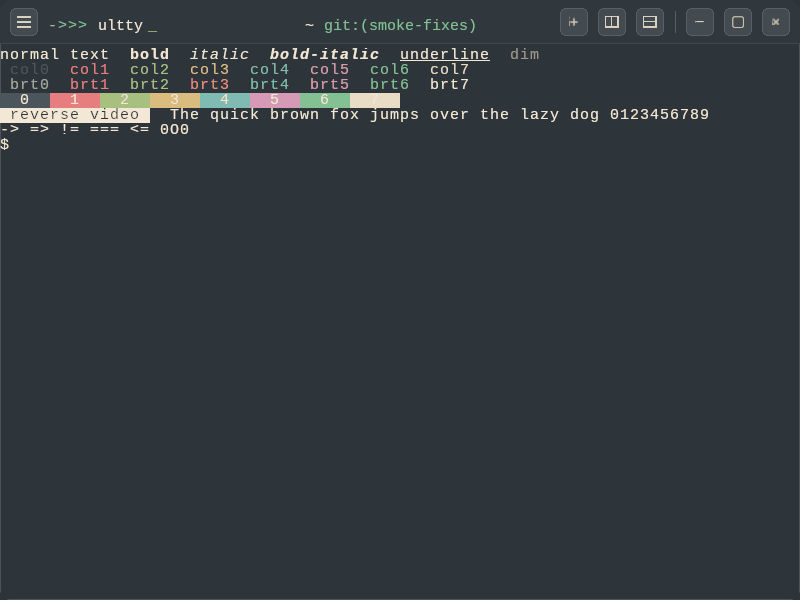 ->>> ultty _ ~ git:(smoke-fixes)
normal text bold italic bold-italic underline dim
col0 col1 col2 col3 col4 col5 col6 col7
brt0 brt1 brt2 brt3 brt4 brt5 brt6 brt7
0 1 2 3 4 5 6 7
reverse video The quick brown fox jumps over the lazy dog 0123456789
-> => != === <= 0O0
$